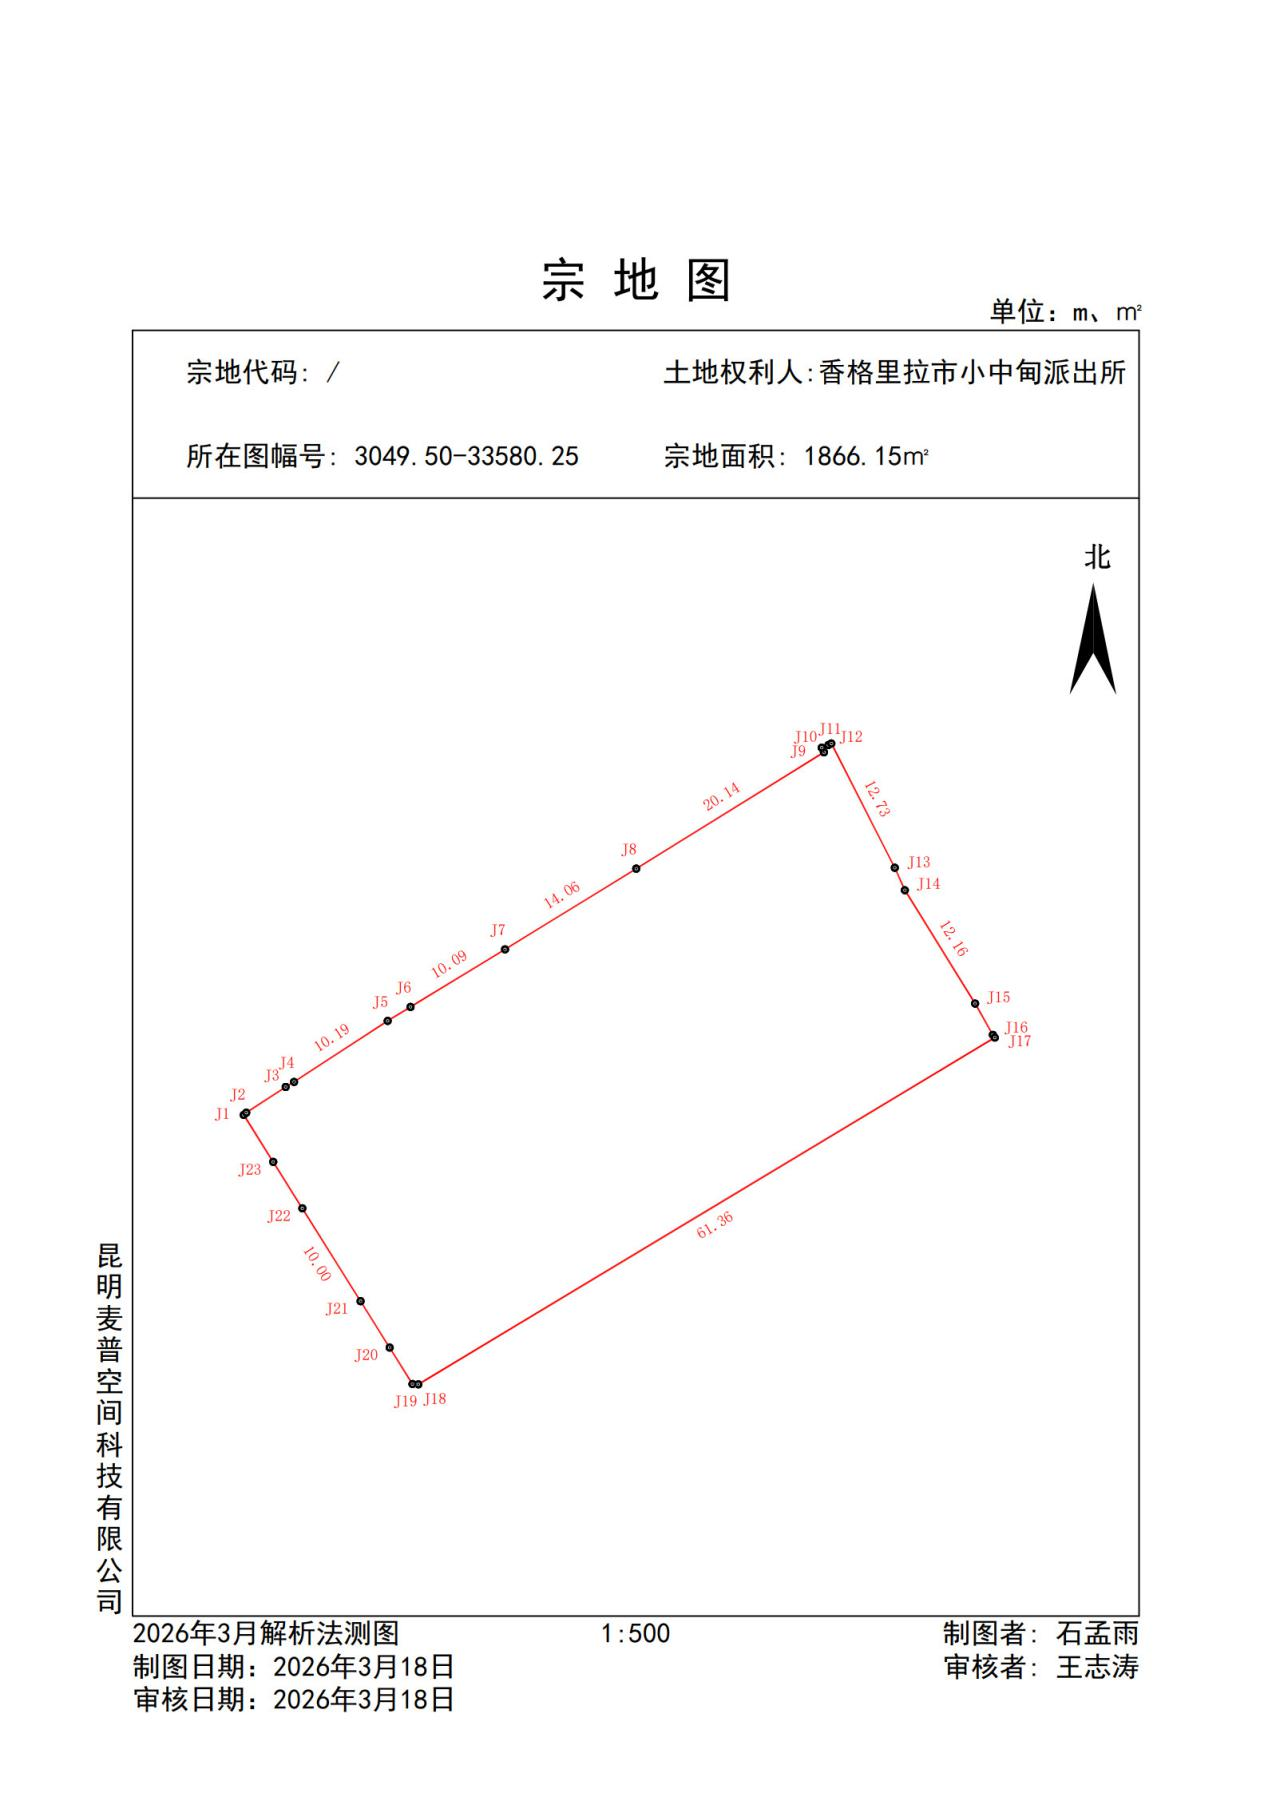 宗地图
单位：m、㎡
宗地代码: /
土地权利人:香格里拉市小中甸派出所
所在图幅号: 3049.50-33580.25
宗地面积: 1866.15㎡
北
J11
J10
J12
J9
12.73
20.14
J8
J13
J14
14.06
J7
12.16
10.09
J6
J5
J15
10.19
J16
J17
J4
J3
J2
J1
J23
J22
61.36
10.00
J21
J20
J19
J18
昆明麦普空间科技有限公司
2026年3月解析法测图
1:500
制图者: 石孟雨
制图日期: 2026年3月18日
审核者: 王志涛
审核日期: 2026年3月18日